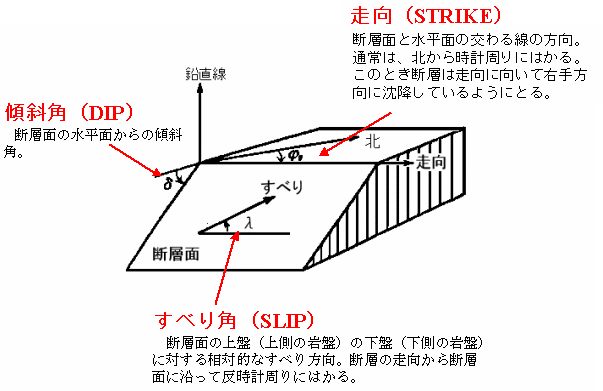 走向（STRIKE）
断層面と水平面の交わる線の方向。
通常は、北から時計周りにはかる。
このとき断層は走向に向いて右手方
向に沈降しているようにとる。
鉛直線
傾斜角（DIP）
断層面の水平面からの傾斜
角。
北
φs
走向
δ
すべり
λ
断層面
すべり角（SLIP）
断層面の上盤（上側の岩盤）の下盤（下側の岩盤）
に対する相対的なすべり方向。断層の走向から断層
面に沿って反時計周りにはかる。